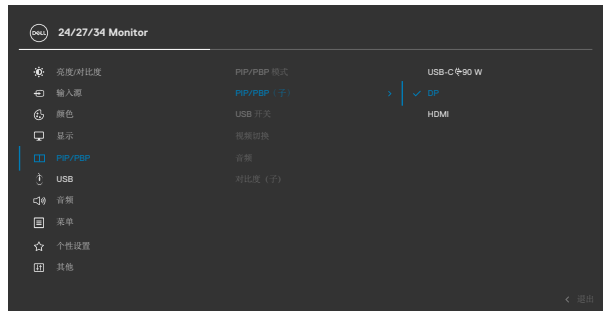 DELL 24/27/34 Monitor
亮度/对比度
输入源
颜色
显示
PIP/PBP
USB
音频
菜单
个性设置
其他
PIP/PBP 模式
PIP/PBP（子）
USB 开关
视频切换
音频
对比度（子）
USB-C 90 W
DP
HDMI
退出